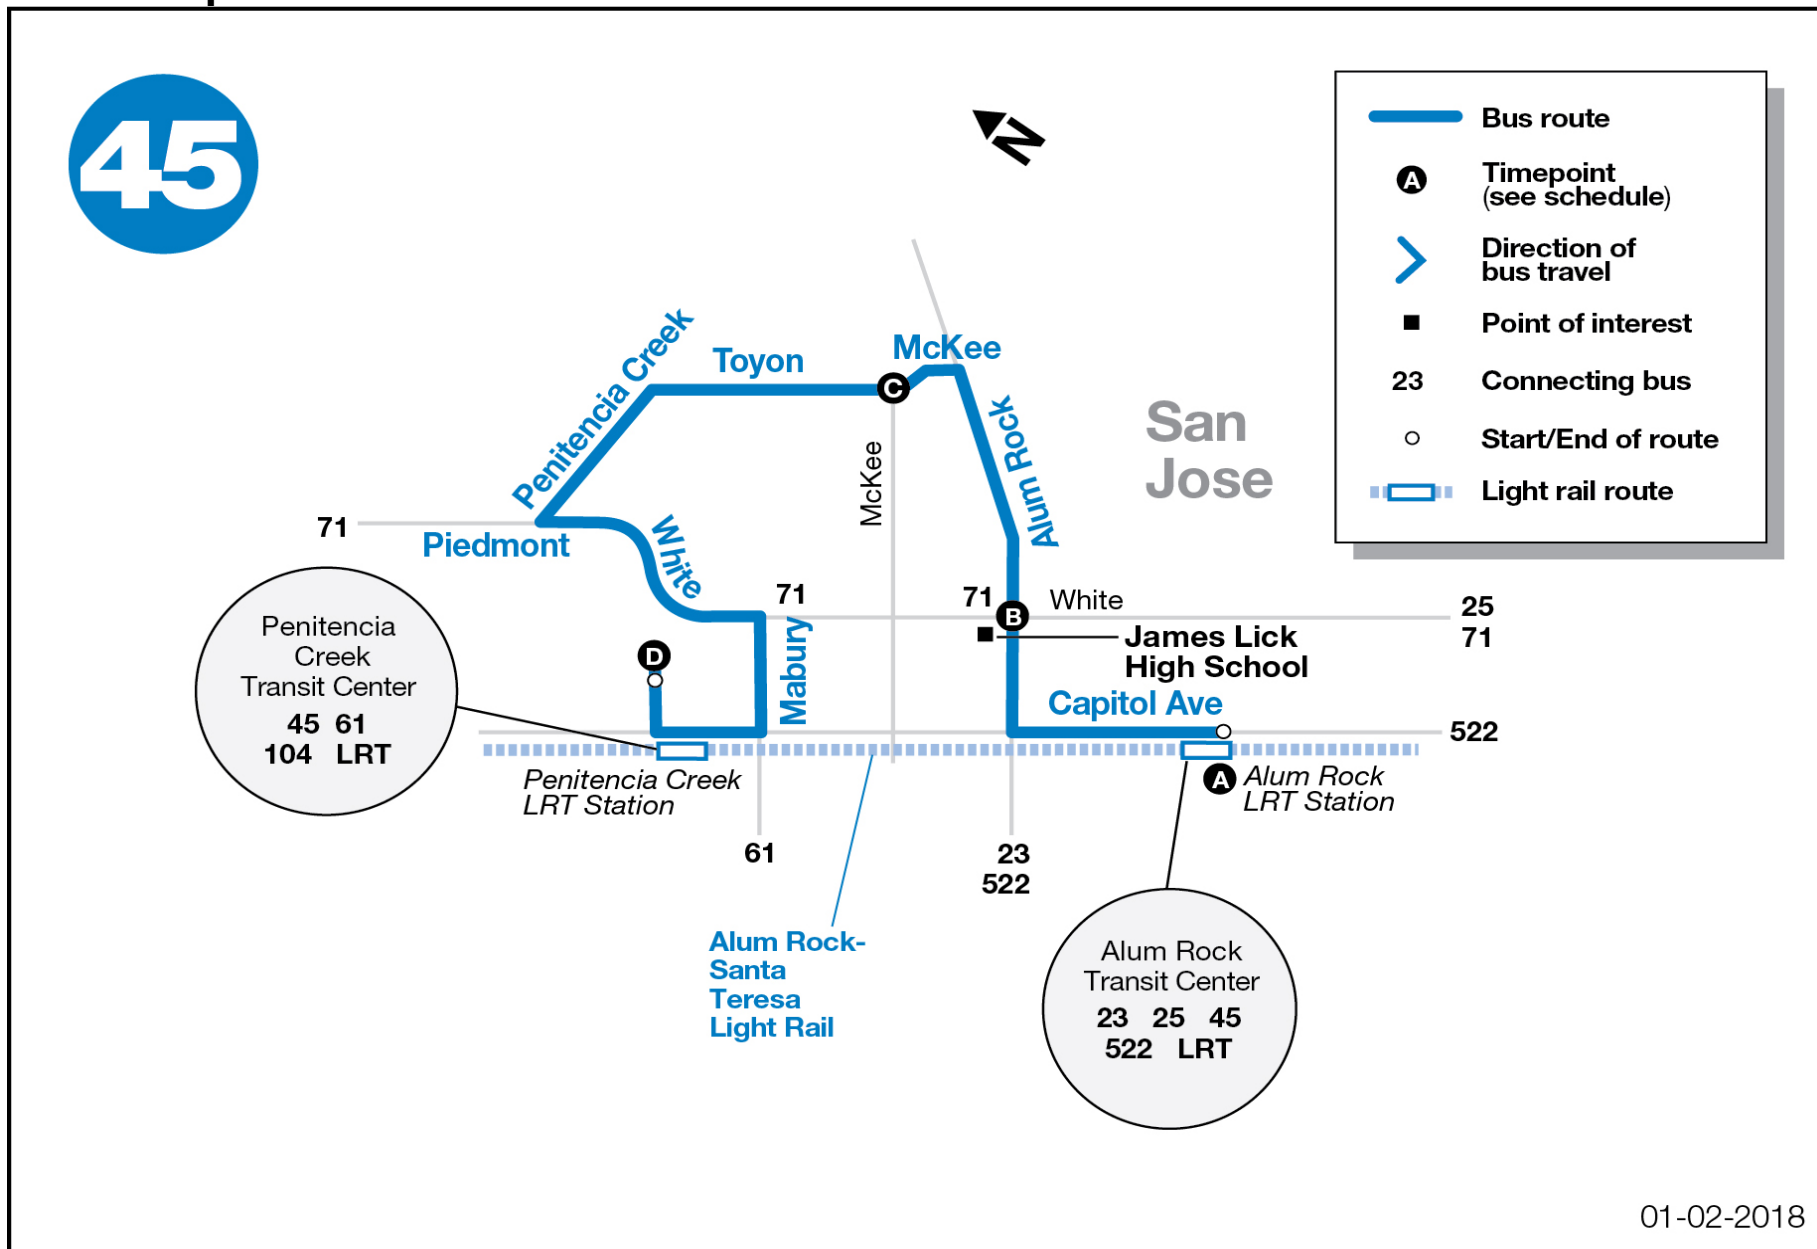 45
N
Bus route
A
Timepoint
(see schedule)
Direction of
bus travel
Point of interest
23
Connecting bus
Start/End of route
Light rail route
Penitencia Creek
Toyon
McKee
C
McKee
Alum Rock
San
Jose
71
Piedmont
White
71
Mabury
71
B
White
25
71
James Lick
High School
D
Penitencia
Creek
Transit Center
45 61
104 LRT
Capitol Ave
522
Penitencia Creek
LRT Station
A
Alum Rock
LRT Station
61
23
522
Alum Rock-
Santa
Teresa
Light Rail
Alum Rock
Transit Center
23 25 45
522 LRT
01-02-2018